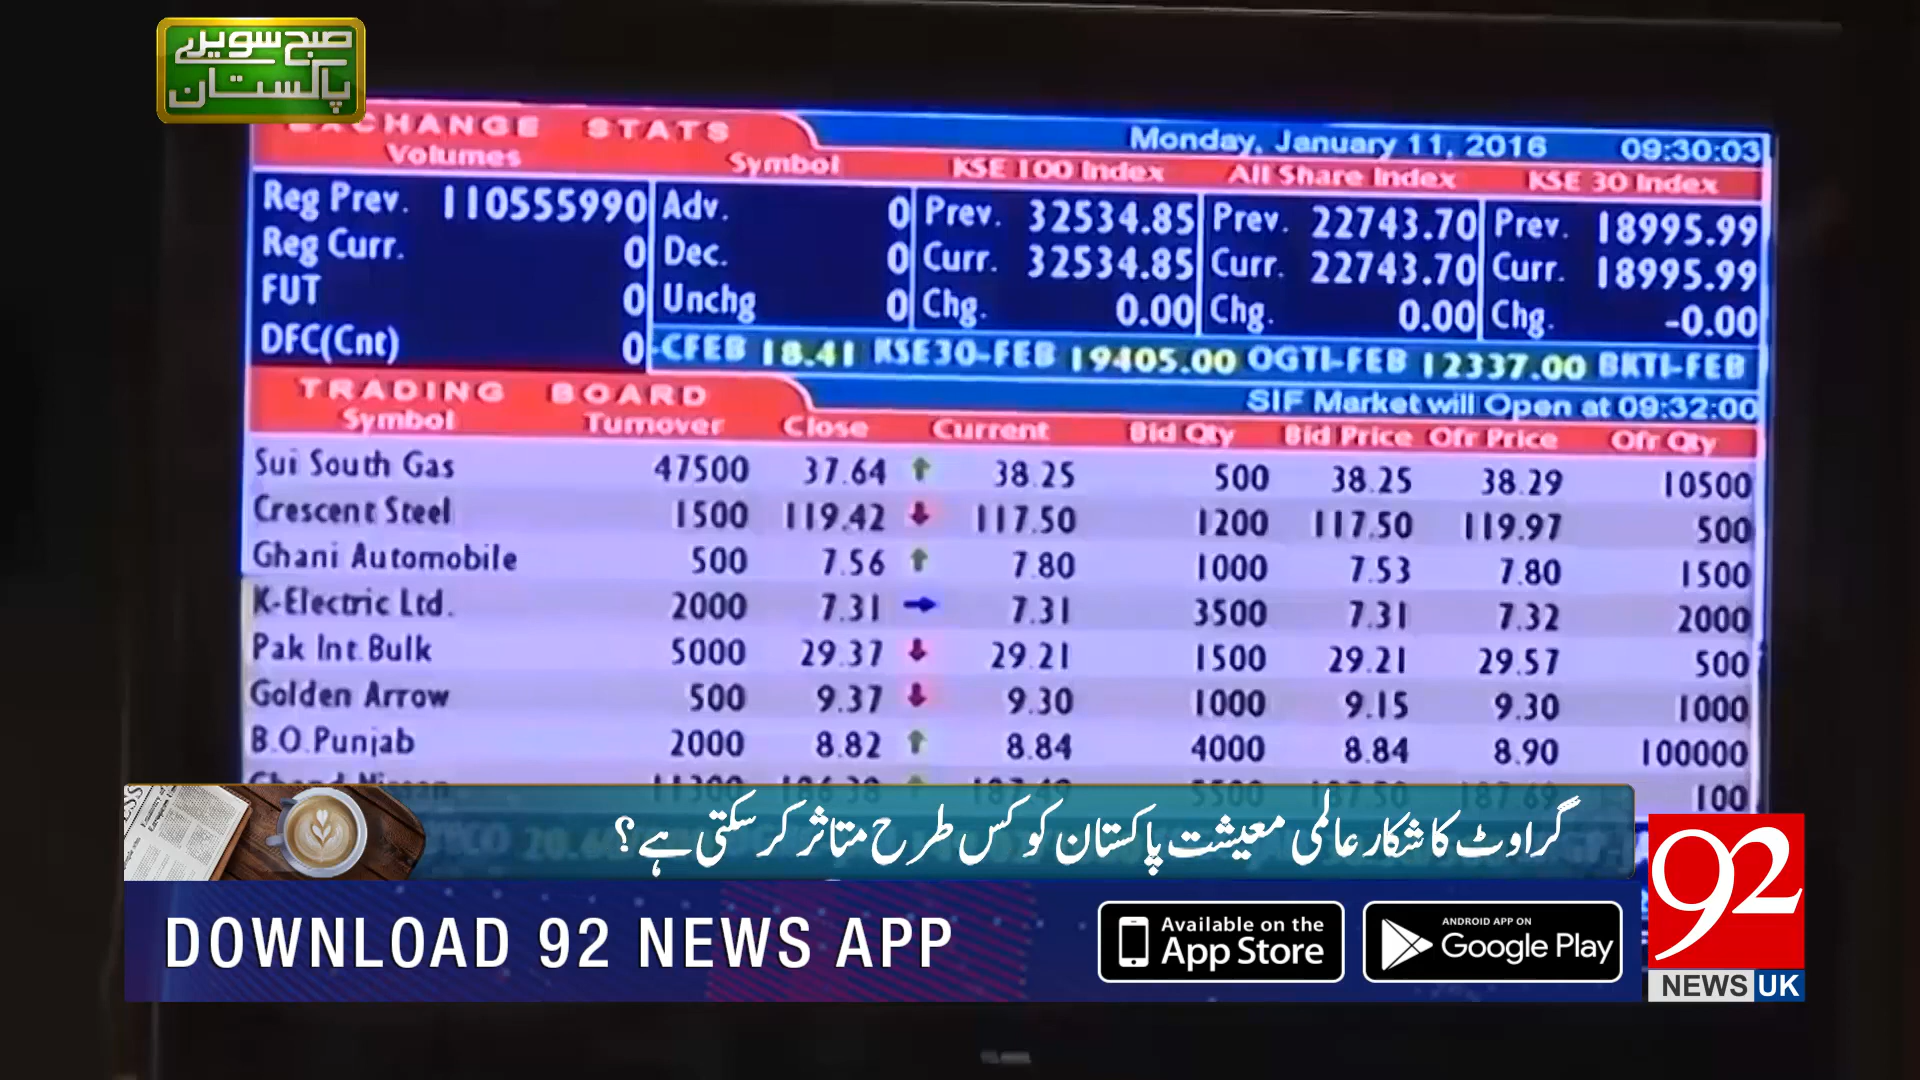 صبح سویرے
پاکستان
EXCHANGE STATS
Monday, January 11, 2016 09:30:03
Volumes Symbol KSE 100 Index All Share Index KSE 30 Index
Reg Prev. 110555990 Adv. 0 Prev. 32534.85 Prev. 22743.70 Prev. 18995.99
Reg Curr. 0 Dec. 0 Curr. 32534.85 Curr. 22743.70 Curr. 18995.99
FUT 0 Unchg 0 Chg. 0.00 Chg. 0.00 Chg. -0.00
DFC(Cnt) 0
-CFEB 18.41 KSE30-FEB 19405.00 OGTI-FEB 12337.00 BKTI-FEB
TRADING BOARD
SIF Market will Open at 09:32:00
Symbol Turnover Close Current Bid Qty Bid Price Ofr Price Ofr Qty
Sui South Gas 47500 37.64 ↑ 38.25 500 38.25 38.29 10500
Crescent Steel 1500 119.42 ↓ 117.50 1200 117.50 119.97 500
Ghani Automobile 500 7.56 ↑ 7.80 1000 7.53 7.80 1500
K-Electric Ltd. 2000 7.31 → 7.31 3500 7.31 7.32 2000
Pak Int.Bulk 5000 29.37 ↓ 29.21 1500 29.21 29.57 500
Golden Arrow 500 9.37 ↓ 9.30 1000 9.15 9.30 1000
B.O.Punjab 2000 8.82 ↑ 8.84 4000 8.84 8.90 100000
100
گراوٹ کا شکار عالمی معیشت پاکستان کو کس طرح متاثر کر سکتی ہے؟
DOWNLOAD 92 NEWS APP
Available on the
App Store
ANDROID APP ON
Google Play
92
NEWS UK